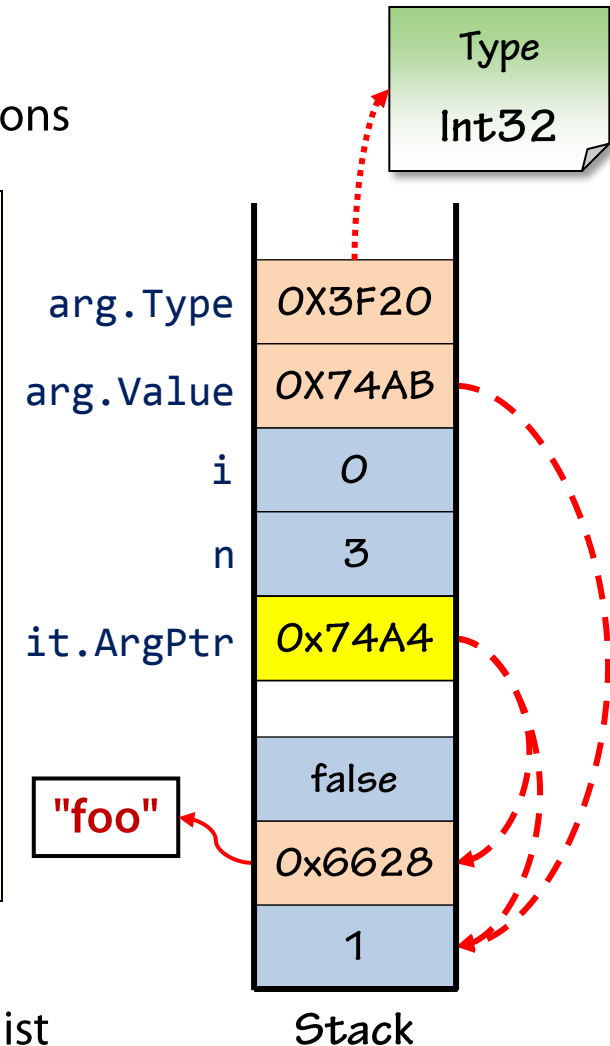 Type
Int32
ons
arg.Type 0X3F20
arg.Value 0X74AB
i 0
n 3
it.ArgPtr 0x74A4
false
"foo" 0x6628
1
ist
Stack